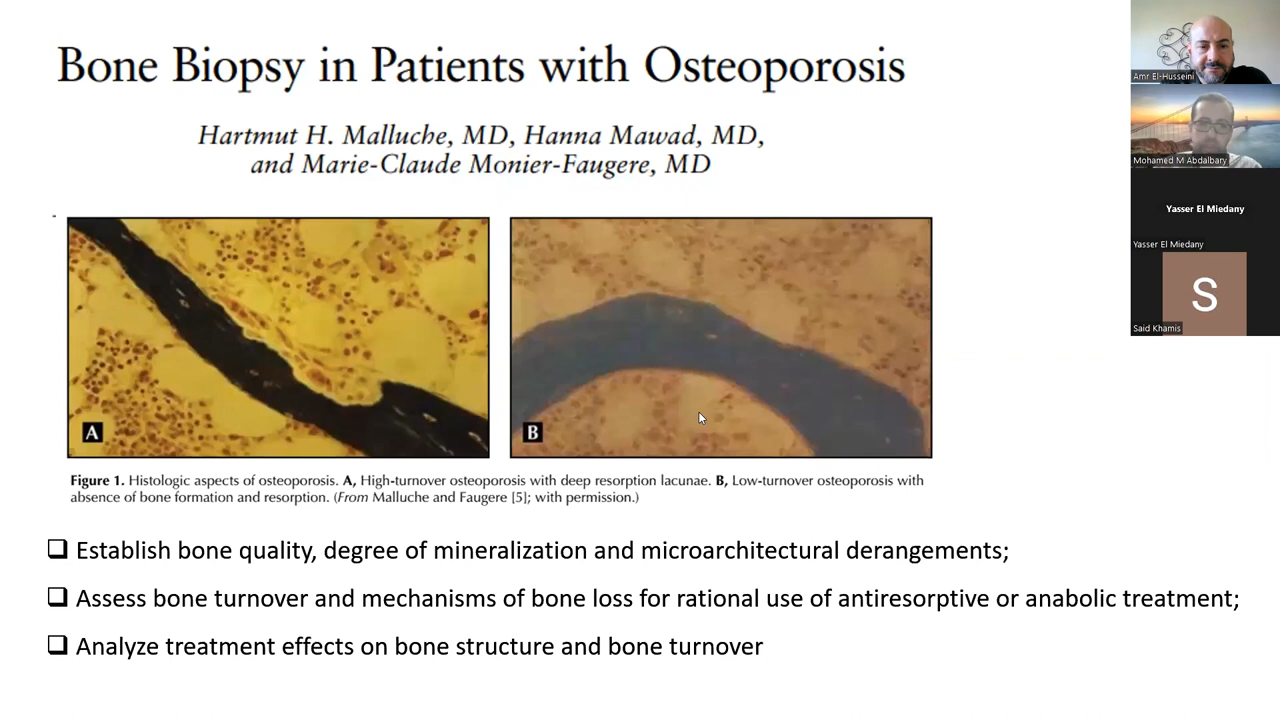 Bone Biopsy in Patients with Osteoporosis
Hartmut H. Malluche, MD, Hanna Mawad, MD,
and Marie-Claude Monier-Faugere, MD
A
B
Figure 1. Histologic aspects of osteoporosis. A, High-turnover osteoporosis with deep resorption lacunae. B, Low-turnover osteoporosis with
absence of bone formation and resorption. (From Malluche and Faugere [5]; with permission.)
❑ Establish bone quality, degree of mineralization and microarchitectural derangements;
❑ Assess bone turnover and mechanisms of bone loss for rational use of antiresorptive or anabolic treatment;
❑ Analyze treatment effects on bone structure and bone turnover
Amr El-Husseini
Mohamed M Abdalbary
Yasser El Miedany
Yasser El Miedany
S
Said Khamis